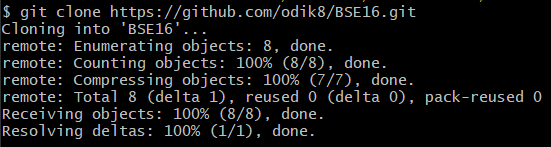 $ git clone https://github.com/odik8/BSE16.git
Cloning into 'BSE16'...
remote: Enumerating objects: 8, done.
remote: Counting objects: 100% (8/8), done.
remote: Compressing objects: 100% (7/7), done.
remote: Total 8 (delta 1), reused 0 (delta 0), pack-reused 0
Receiving objects: 100% (8/8), done.
Resolving deltas: 100% (1/1), done.